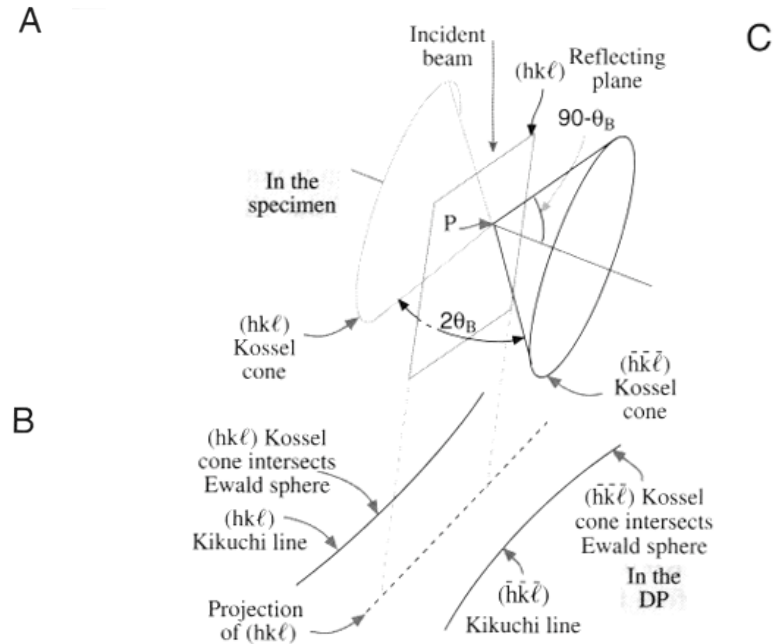 A
Incident
beam
C
(hkℓ)
Reflecting
plane
90-θB
In the
specimen
P
2θB
(hkℓ)
Kossel
cone
(h̄k̄ℓ̄)
Kossel
cone
B
(hkℓ) Kossel
cone intersects
Ewald sphere
(hkℓ)
Kikuchi line
(h̄k̄ℓ̄) Kossel
cone intersects
Ewald sphere
In the
DP
(h̄k̄ℓ̄)
Kikuchi line
Projection
of (hkℓ)